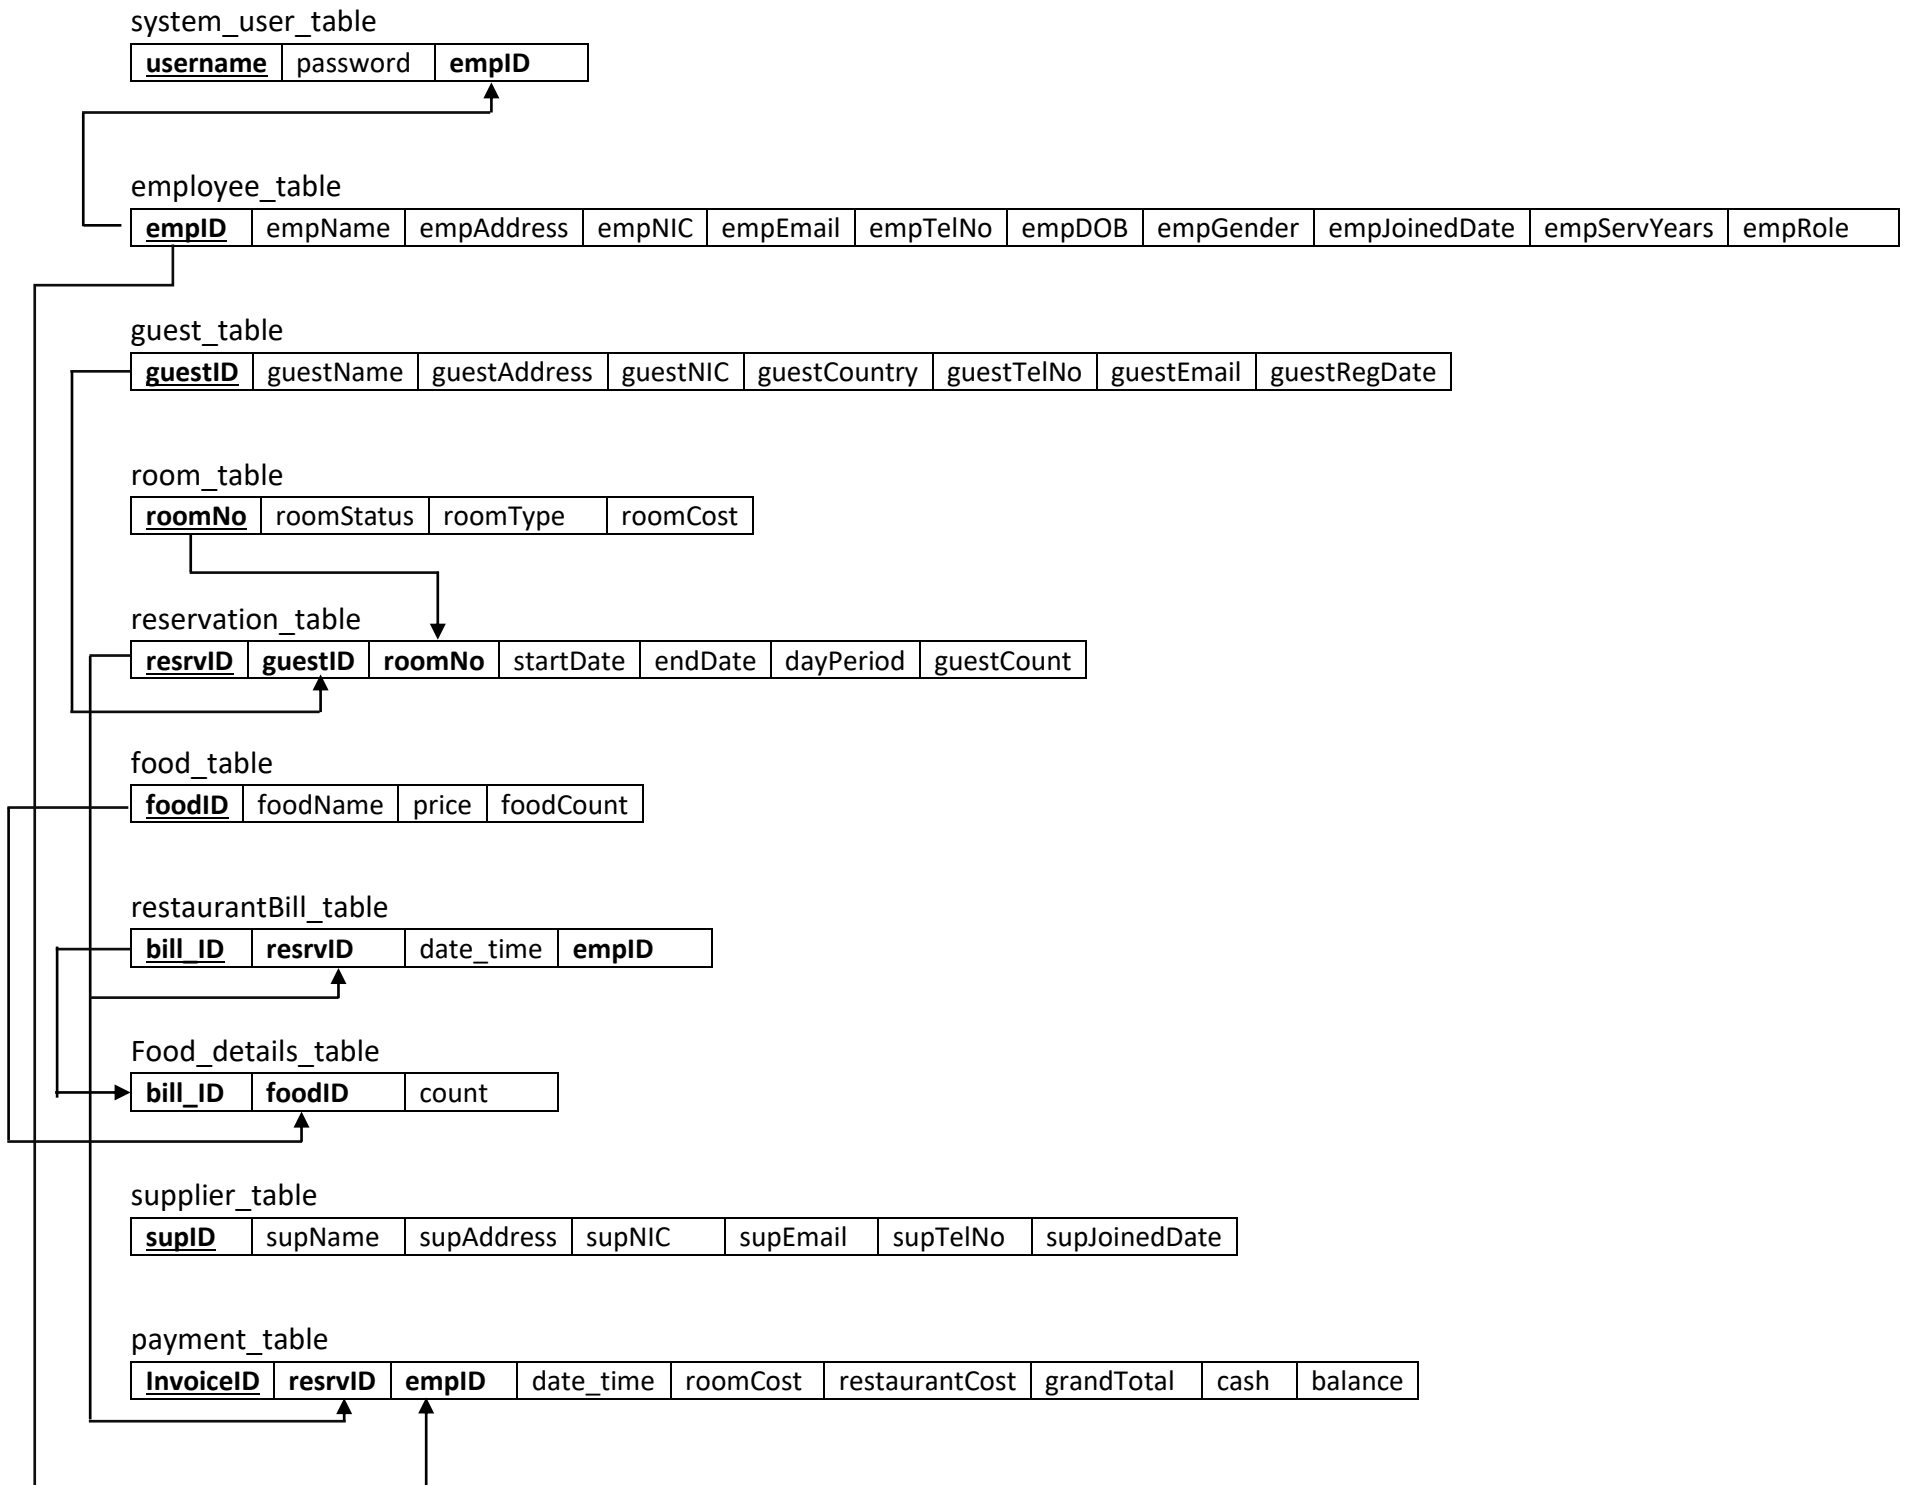 system_user_table
username password empID
employee_table
empID empName empAddress empNIC empEmail empTelNo empDOB empGender empJoinedDate empServYears empRole
guest_table
guestID guestName guestAddress guestNIC guestCountry guestTelNo guestEmail guestRegDate
room_table
roomNo roomStatus roomType roomCost
reservation_table
resrvID guestID roomNo startDate endDate dayPeriod guestCount
food_table
foodID foodName price foodCount
restaurantBill_table
bill_ID resrvID date_time empID
Food_details_table
bill_ID foodID count
supplier_table
supID supName supAddress supNIC supEmail supTelNo supJoinedDate
payment_table
InvoiceID resrvID empID date_time roomCost restaurantCost grandTotal cash balance